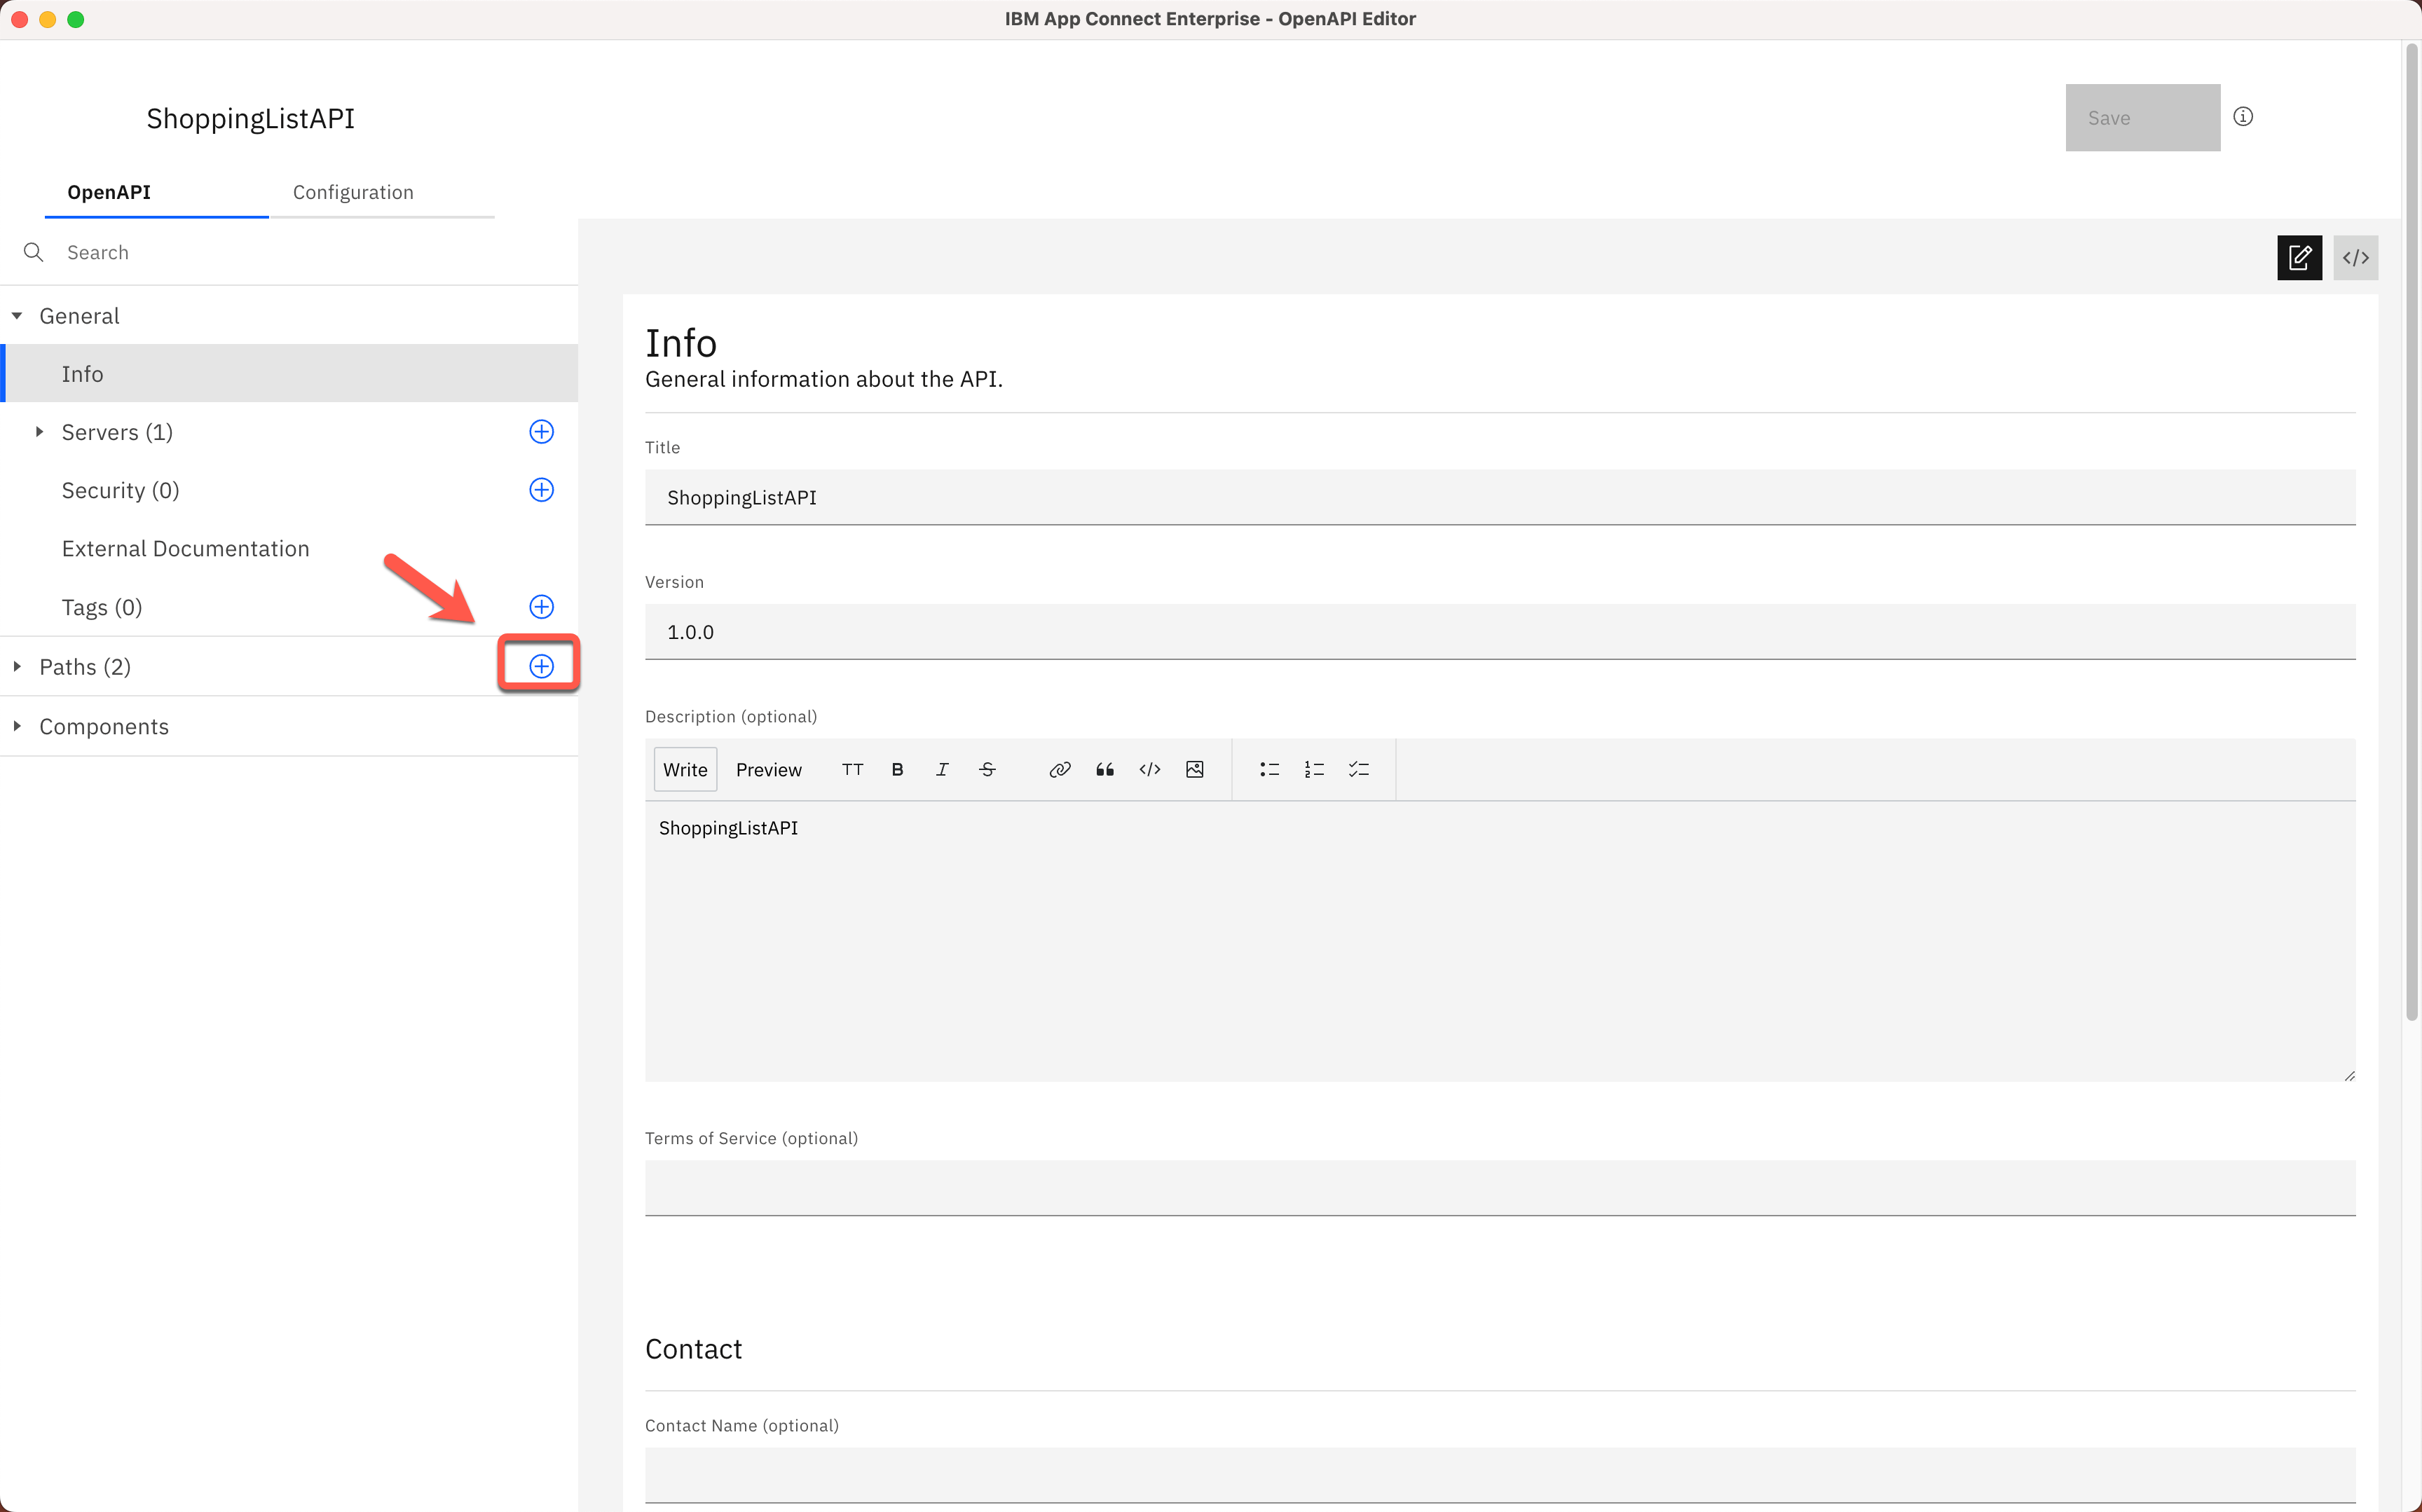 IBM App Connect Enterprise - OpenAPI Editor
ShoppingListAPI
Save
OpenAPI
Configuration
Search
General
Info
Servers (1)
Security (0)
External Documentation
Tags (0)
Paths (2)
Components
Info
General information about the API.
Title
ShoppingListAPI
Version
1.0.0
Description (optional)
Write Preview TT B I S
ShoppingListAPI
Terms of Service (optional)
Contact
Contact Name (optional)